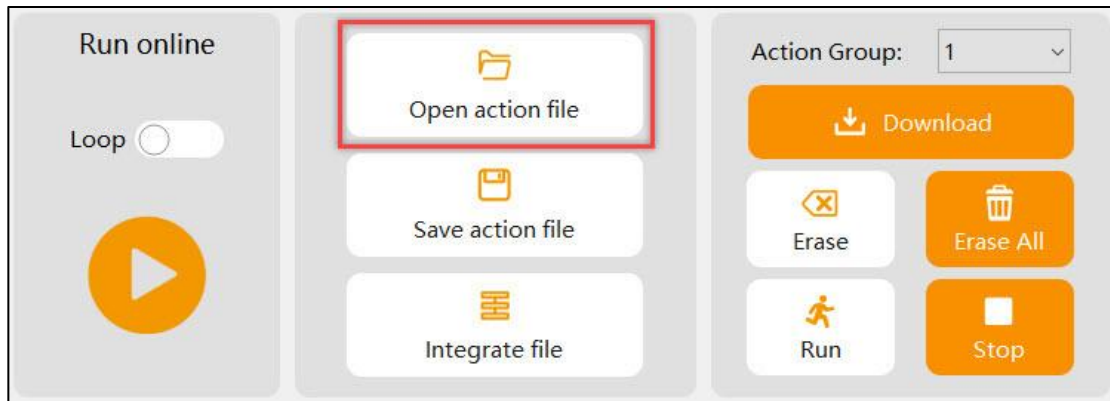 Run online
Loop
Open action file
Save action file
Integrate file
Action Group: 1
Download
Erase
Erase All
Run
Stop